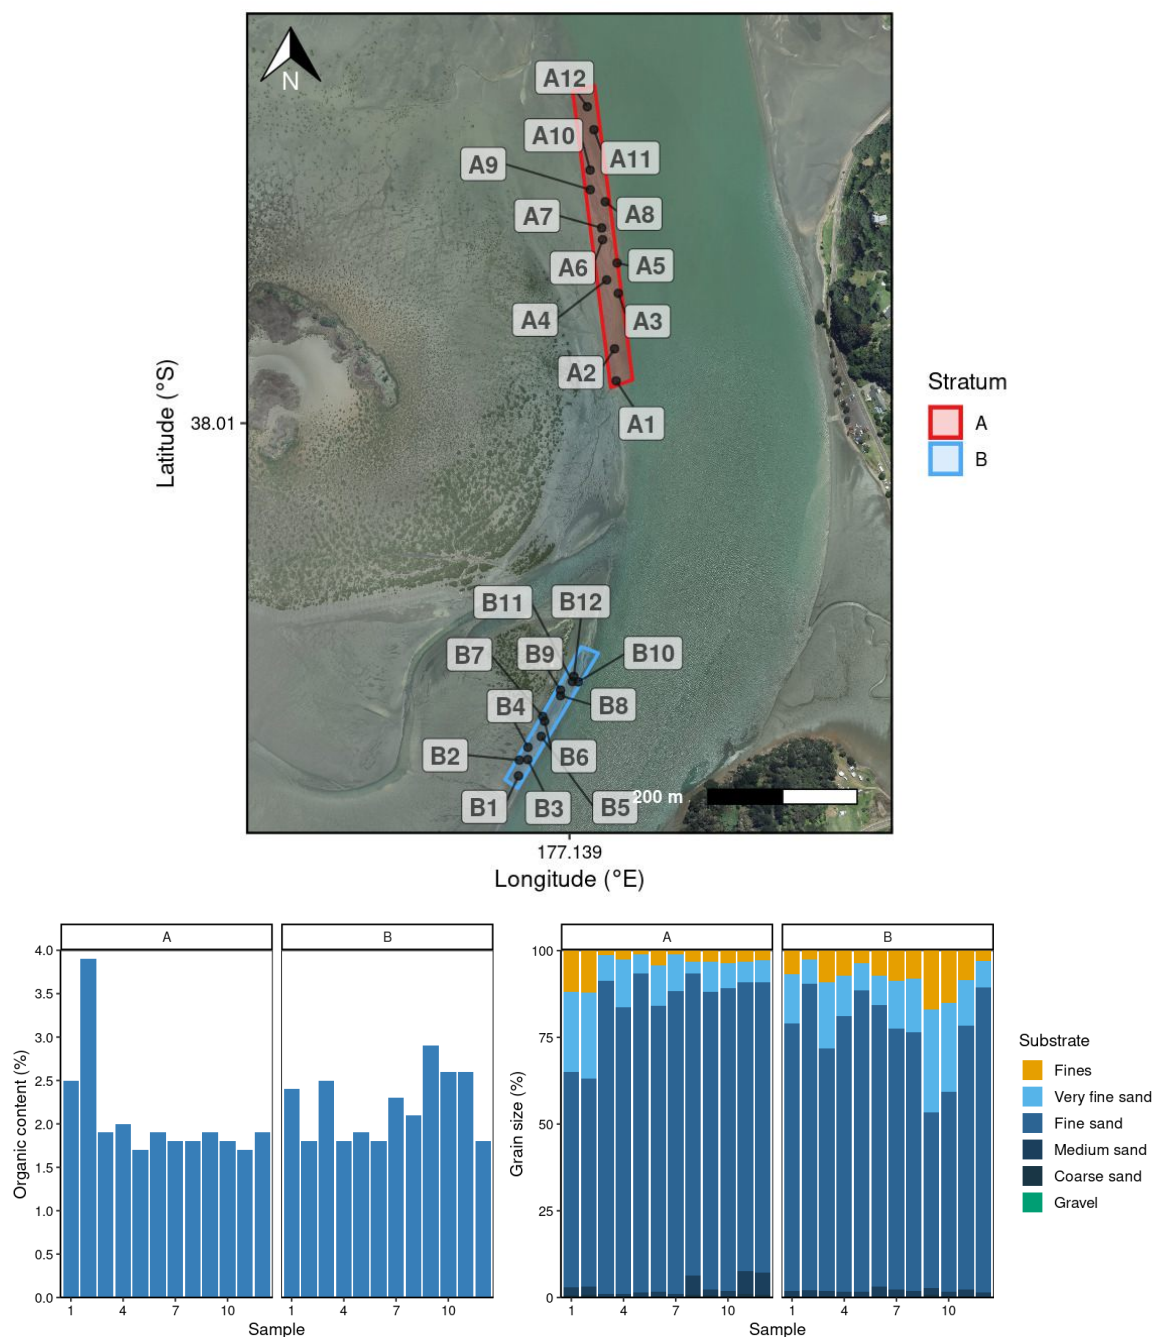 N
A12
A10
A11
A9
A7
A8
A6
A5
A4
A3
A2
A1
Latitude (°S)
38.01
Stratum
A
B
B11
B12
B7
B9
B10
B4
B8
B2
B6
B1
B3
B5
200 m
177.139
Longitude (°E)
A
B
4.0
3.5
3.0
2.5
2.0
1.5
1.0
0.5
0.0
Organic content (%)
1 4 7 10
1 4 7 10
Sample
A
B
100
75
50
25
0
Grain size (%)
1 4 7 10
1 4 7 10
Sample
Substrate
Fines
Very fine sand
Fine sand
Medium sand
Coarse sand
Gravel